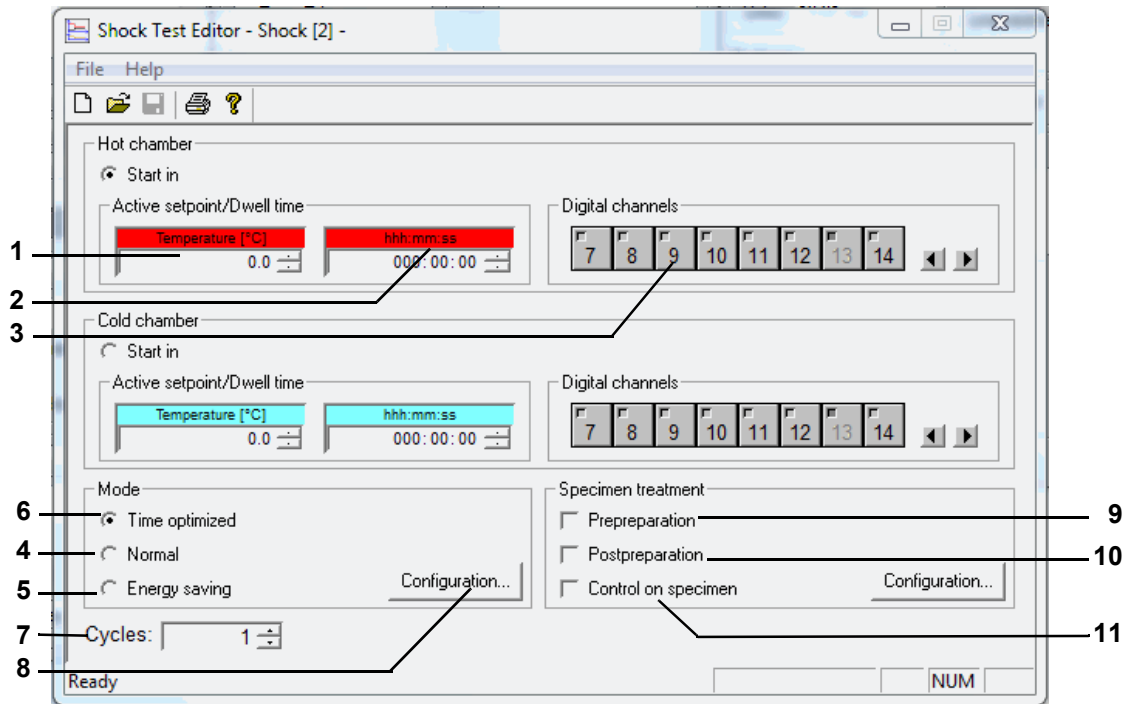 Shock Test Editor - Shock [2] -
File Help
Hot chamber
Start in
Active setpoint/Dwell time
Digital channels
Temperature [°C]
hhh:mm:ss
7 8 9 10 11 12 13 14
1
0.0
000:00:00
2
3
Cold chamber
Start in
Active setpoint/Dwell time
Digital channels
Temperature [°C]
hhh:mm:ss
7 8 9 10 11 12 13 14
0.0
000:00:00
Mode
Specimen treatment
6
Time optimized
Prepreparation
9
4
Normal
Postpreparation
10
5
Energy saving
Configuration...
Control on specimen
Configuration...
11
7
Cycles:
1
8
Ready
NUM